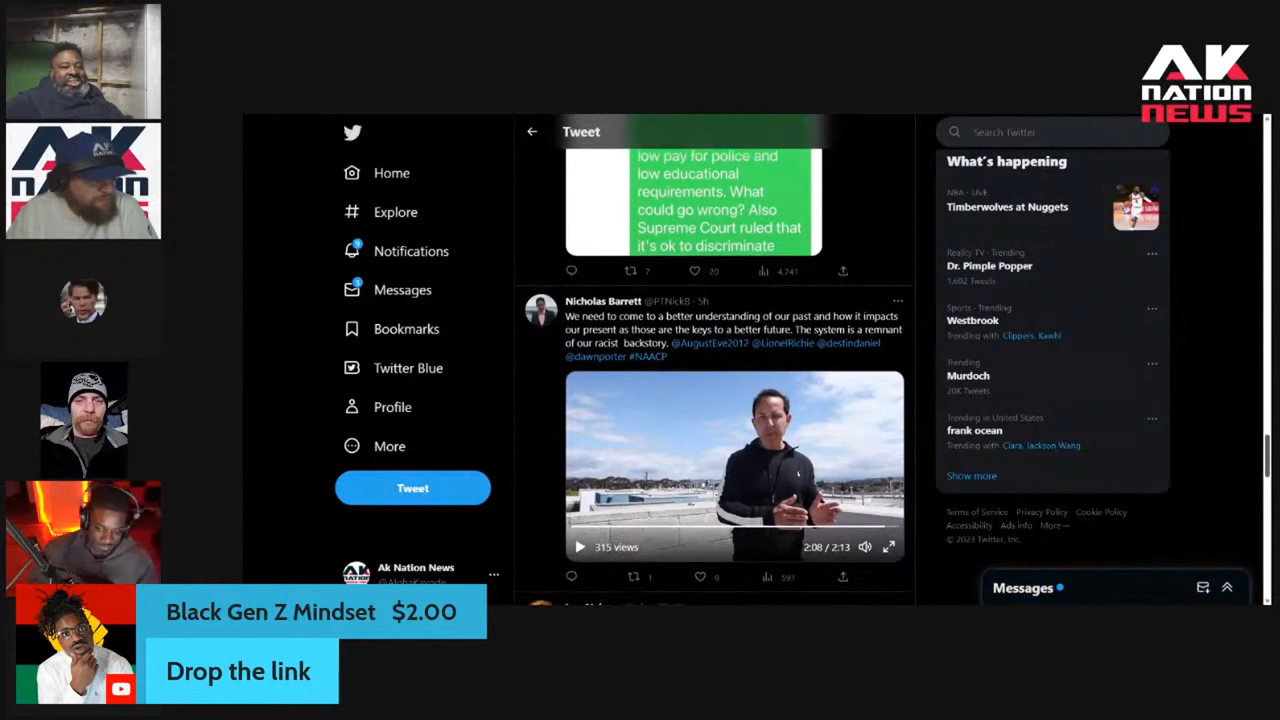 AK
NATION
NEWS
Home
Explore
Notifications
Messages
Bookmarks
Twitter Blue
Profile
More
Tweet
Ak Nation News
Tweet
low pay for police and
low educational
requirements. What
could go wrong? Also
Supreme Court ruled that
it's ok to discriminate
7
20
4,741
Nicholas Barrett @PTNickB · 5h
We need to come to a better understanding of our past and how it impacts
our present as those are the keys to a better future. The system is a remnant
of our racist backstory. @AugustEve2012 @LionelRichie @destindaniel
@dawnporter #NAACP
315 views
2:08 / 2:13
1
8
597
Search Twitter
What's happening
NBA · LIVE
Timberwolves at Nuggets
Reality TV · Trending
Dr. Pimple Popper
1,692 Tweets
Sports · Trending
Westbrook
Trending with Clippers, Kawhi
Trending
Murdoch
20K Tweets
Trending in United States
frank ocean
Trending with Ciara, Jackson Wang
Show more
Terms of Service Privacy Policy Cookie Policy
Accessibility Ads info More
© 2023 Twitter, Inc.
Messages
Black Gen Z Mindset $2.00
Drop the link